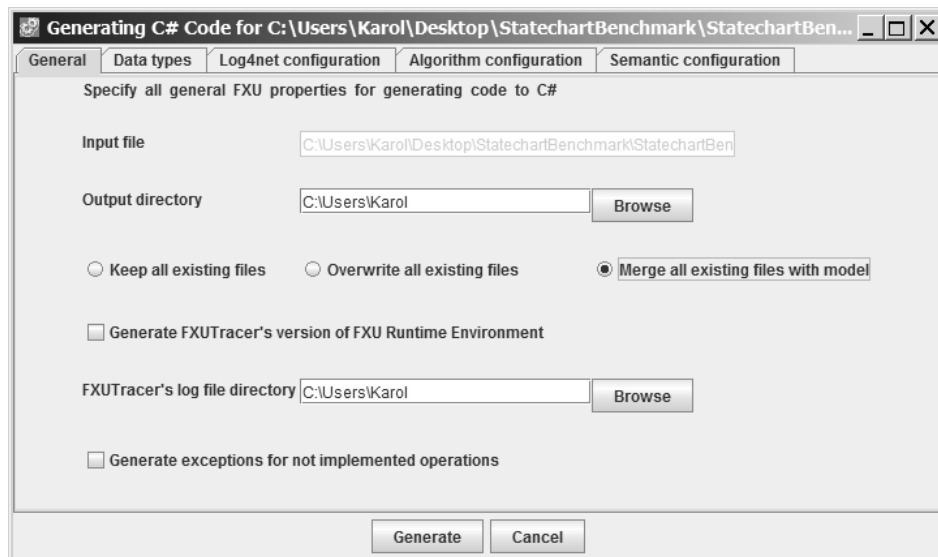 Generating C# Code for C:\Users\Karol\Desktop\StatechartBenchmark\StatechartBen...
General Data types Log4net configuration Algorithm configuration Semantic configuration
Specify all general FXU properties for generating code to C#
Input file C:\Users\Karol\Desktop\StatechartBenchmark\StatechartBen
Output directory C:\Users\Karol Browse
Keep all existing files Overwrite all existing files Merge all existing files with model
Generate FXUTracer's version of FXU Runtime Environment
FXUTracer's log file directory C:\Users\Karol Browse
Generate exceptions for not implemented operations
Generate Cancel